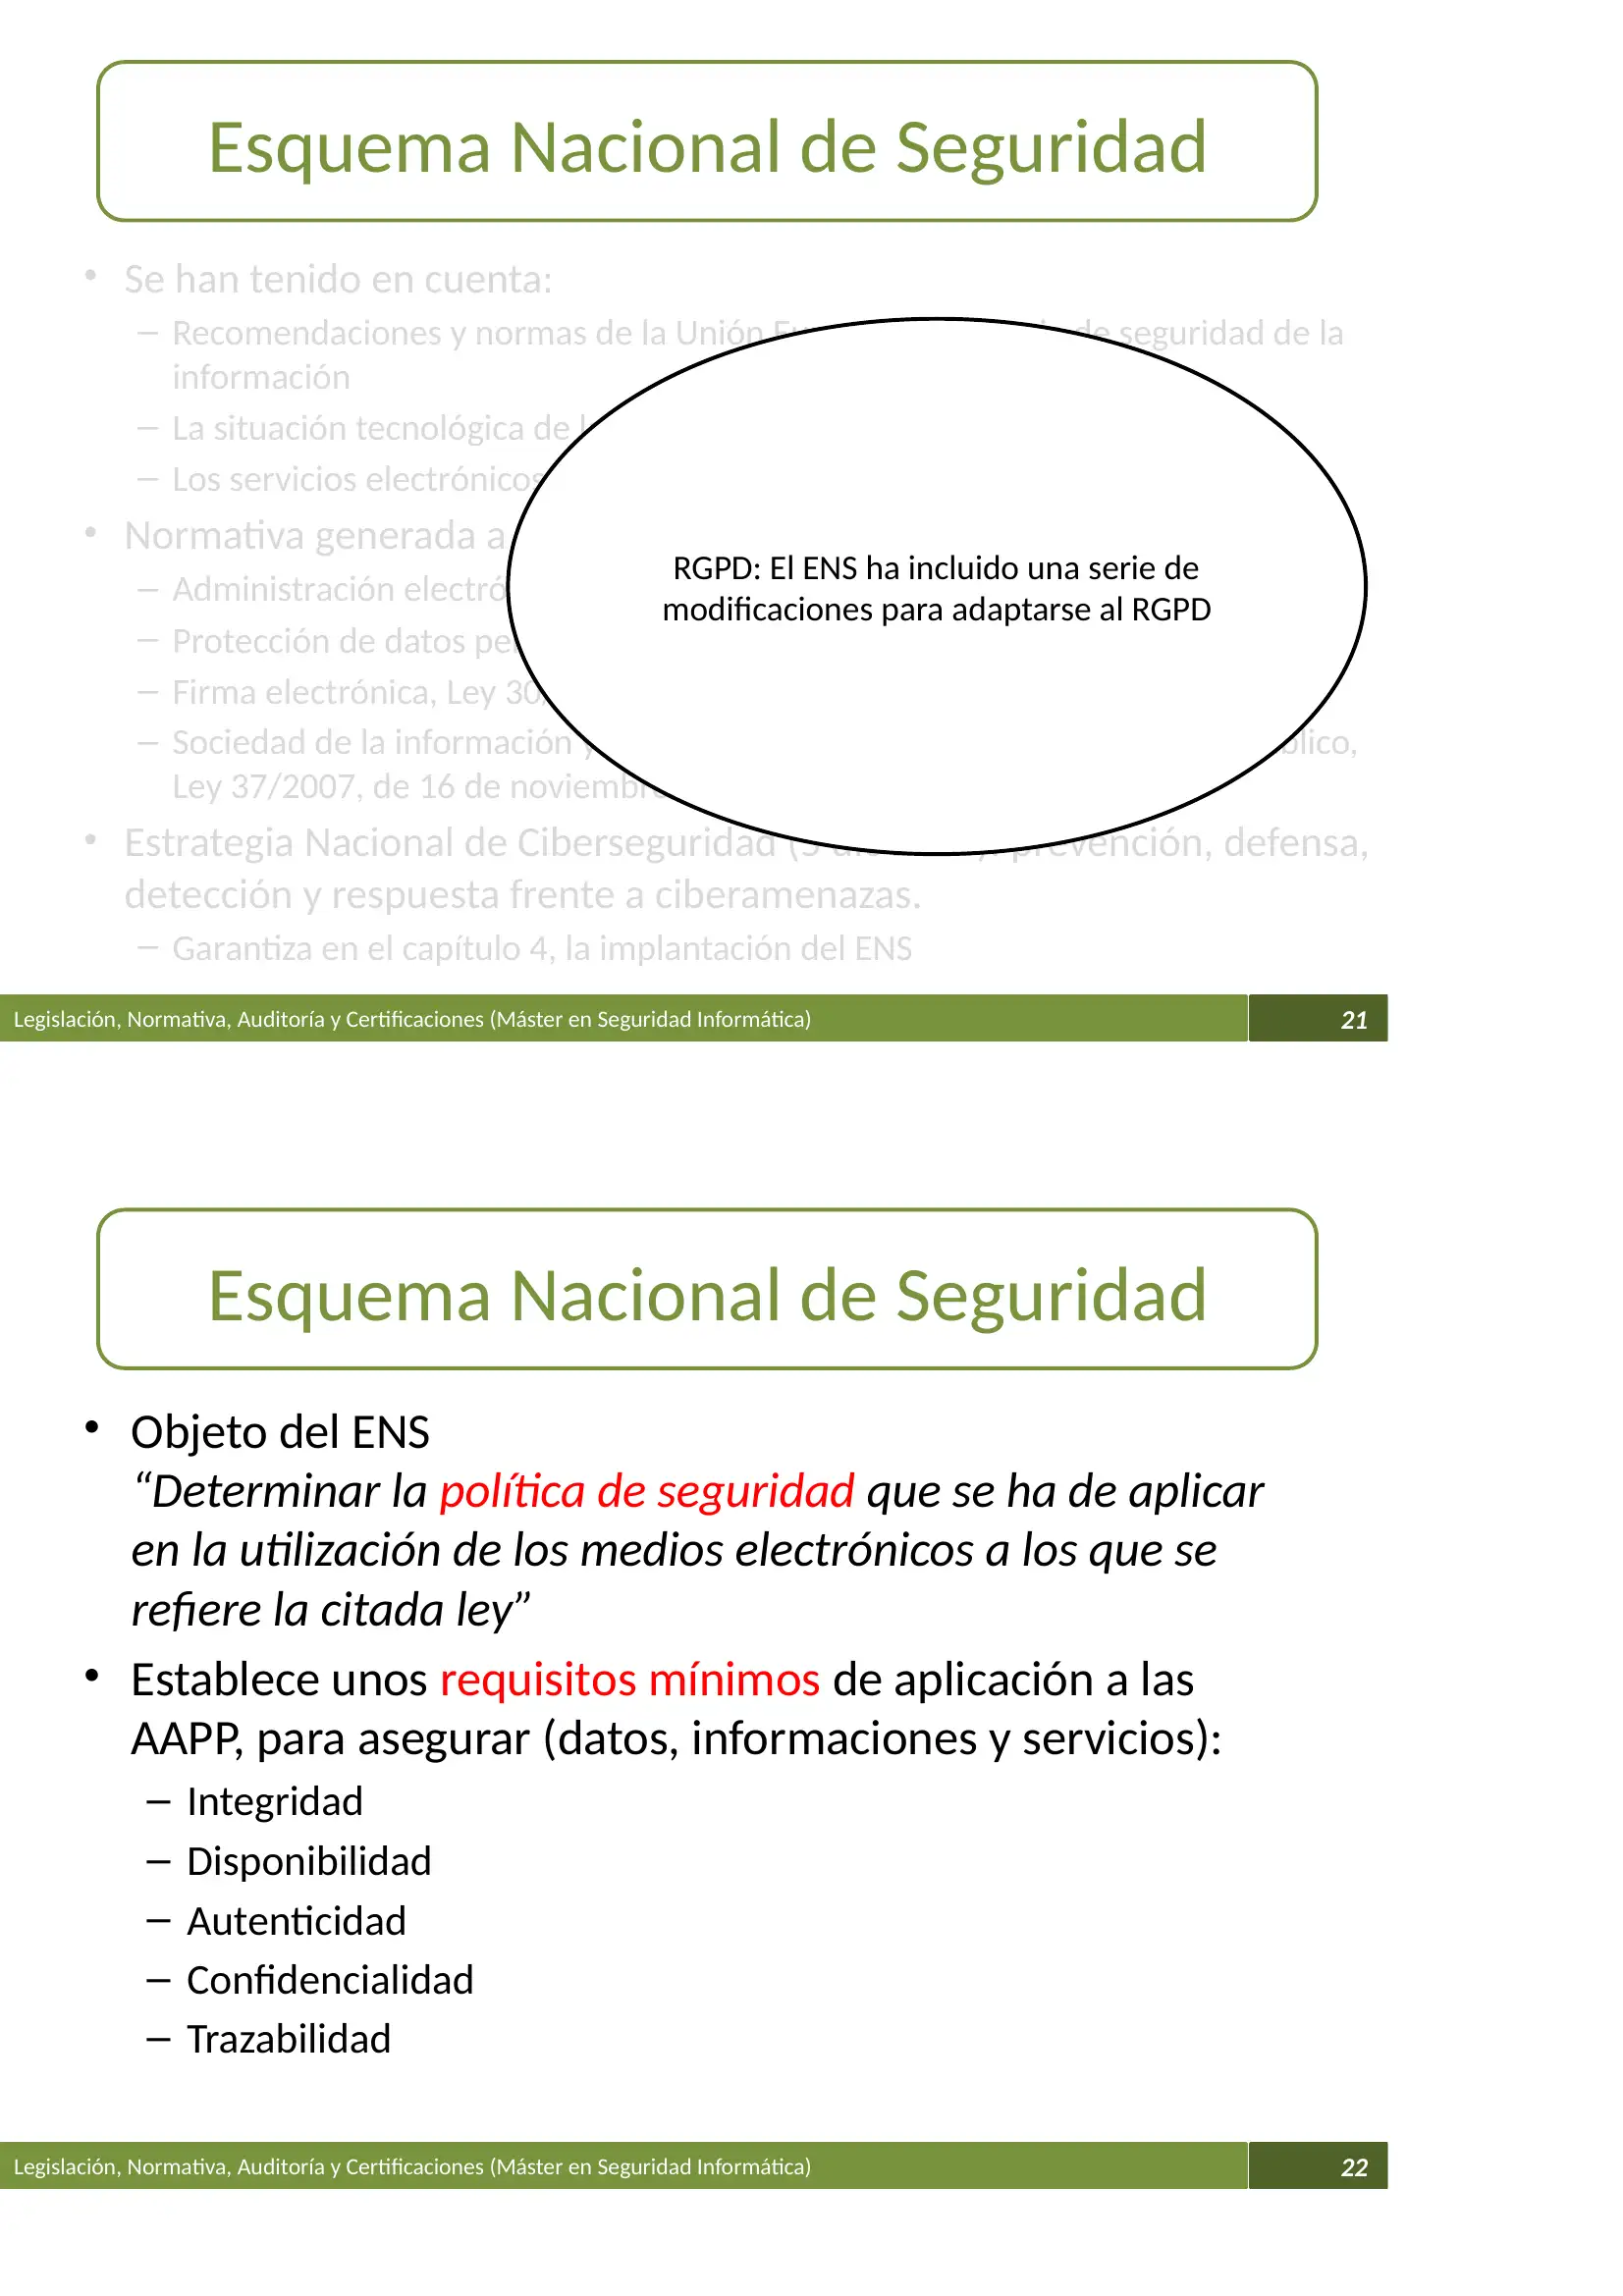 Esquema Nacional de Seguridad
• Se han tenido en cuenta:
– Recomendaciones y normas de la Unión de seguridad de la
información
– La situación tecnológica de
– Los servicios electrónicos
• Normativa generada a
– Administración
– Protección de datos
– Firma electrónica, Ley
– Sociedad de la información y
Ley 37/2007, de 16 de
RGPD: El ENS ha incluido una serie de
modificaciones para adaptarse al RGPD
• Estrategia Nacional de Ciberseguridad prevención, defensa,
detección y respuesta frente a ciberamenazas.
– Garantiza en el capítulo 4, la implantación del ENS
Legislación, Normativa, Auditoría y Certificaciones (Máster en Seguridad Informática) 21
Esquema Nacional de Seguridad
• Objeto del ENS
“Determinar la política de seguridad que se ha de aplicar
en la utilización de los medios electrónicos a los que se
refiere la citada ley”
• Establece unos requisitos mínimos de aplicación a las
AAPP, para asegurar (datos, informaciones y servicios):
– Integridad
– Disponibilidad
– Autenticidad
– Confidencialidad
– Trazabilidad
Legislación, Normativa, Auditoría y Certificaciones (Máster en Seguridad Informática) 22